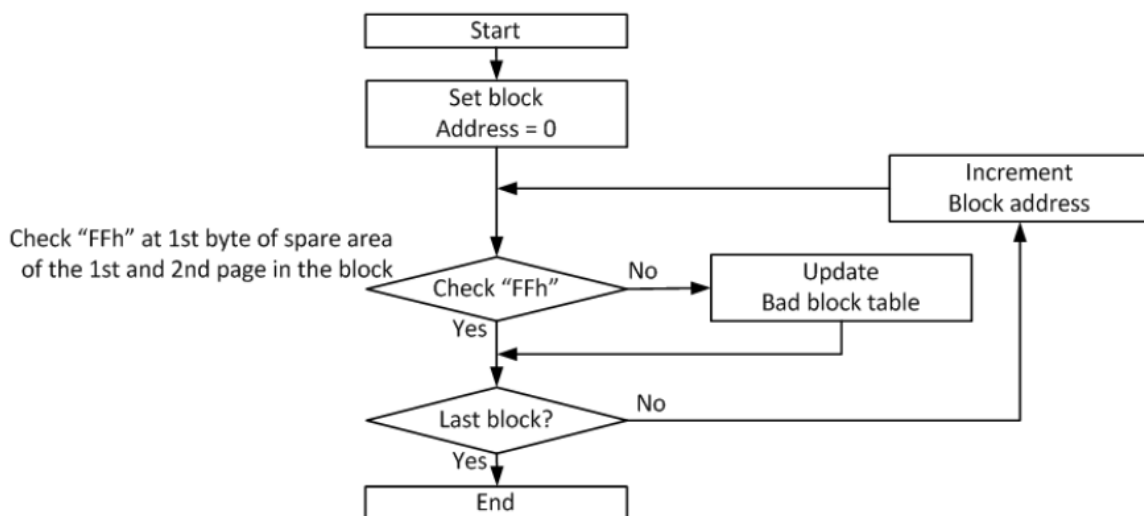 Start
Set block
Address = 0
Increment
Block address
Check “FFh” at 1st byte of spare area
of the 1st and 2nd page in the block
Check “FFh”
No
Update
Bad block table
Yes
Last block?
No
Yes
End